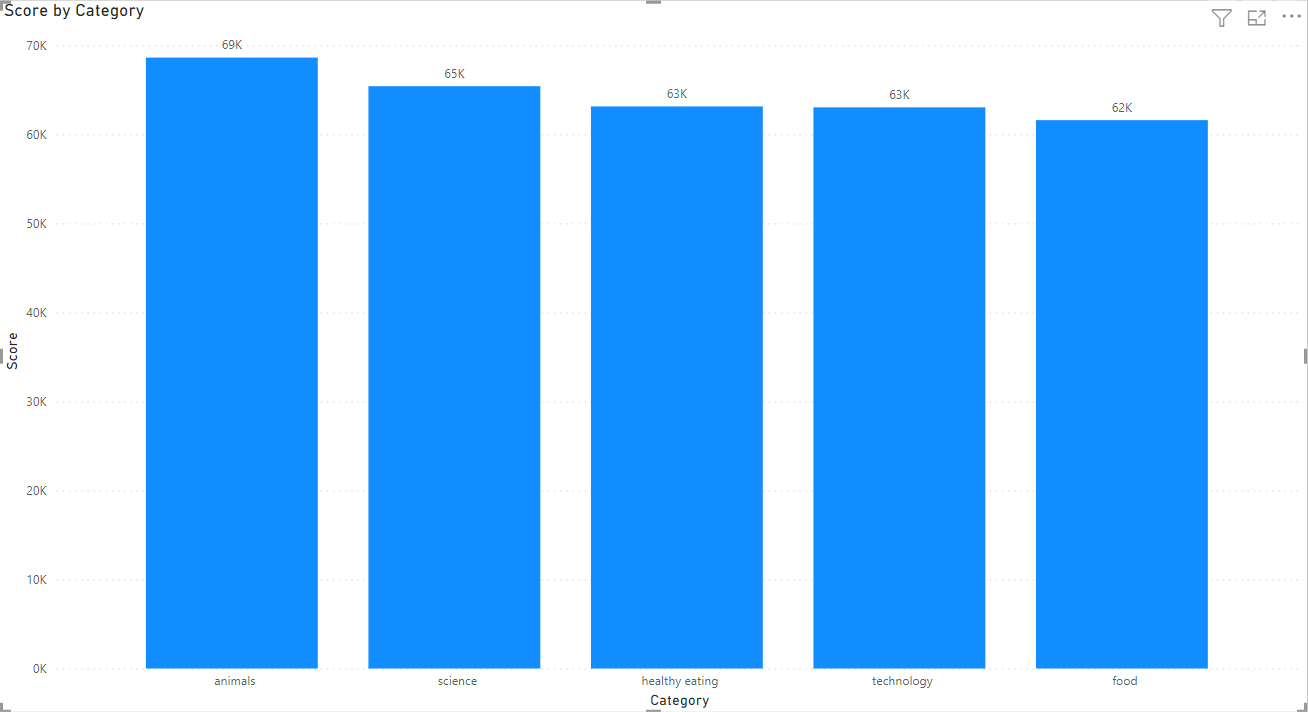 Score by Category
70K
60K
50K
40K
30K
20K
10K
0K
Score
69K
65K
63K
63K
62K
animals
science
healthy eating
technology
food
Category